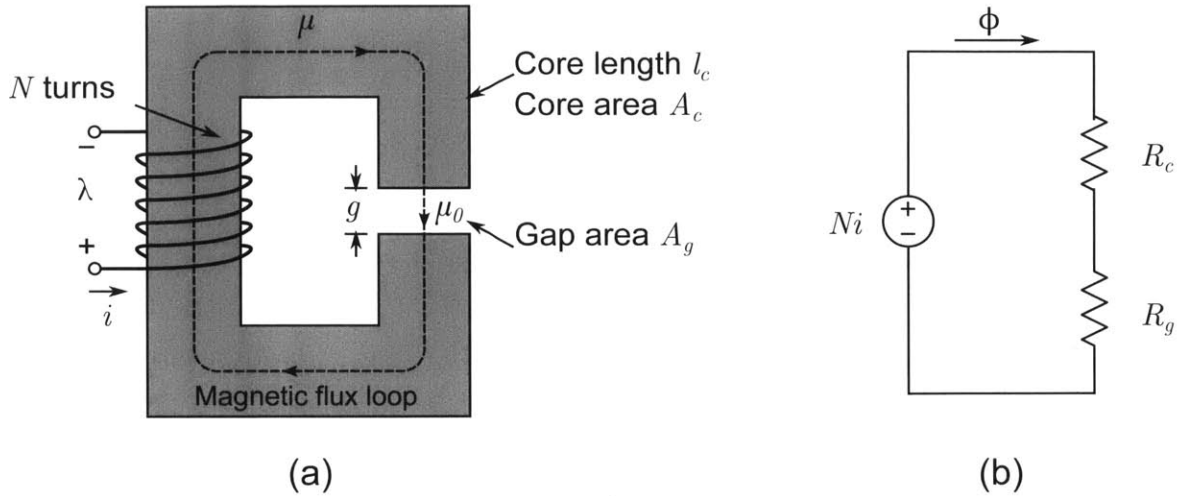 μ
N turns
Core length l_c
Core area A_c
−
λ
+
i
g
μ_0
Gap area A_g
Magnetic flux loop
(a)
ϕ
Ni
+
−
R_c
R_g
(b)